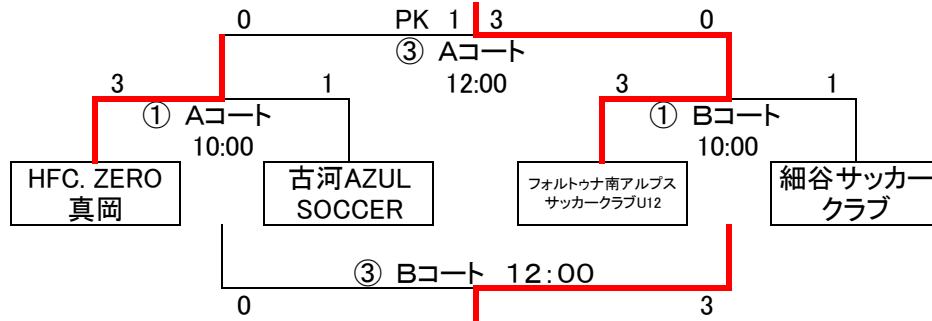 0 PK 1 3 0
③ Aコート
12:00
3 1 3 1
① Aコート ① Bコート
10:00 10:00
HFC. ZERO 古河AZUL フォルトゥナ南アルプス 細谷サッカー
真岡 SOCCER サッカークラブU12 クラブ
③ Bコート 12:00
0 3